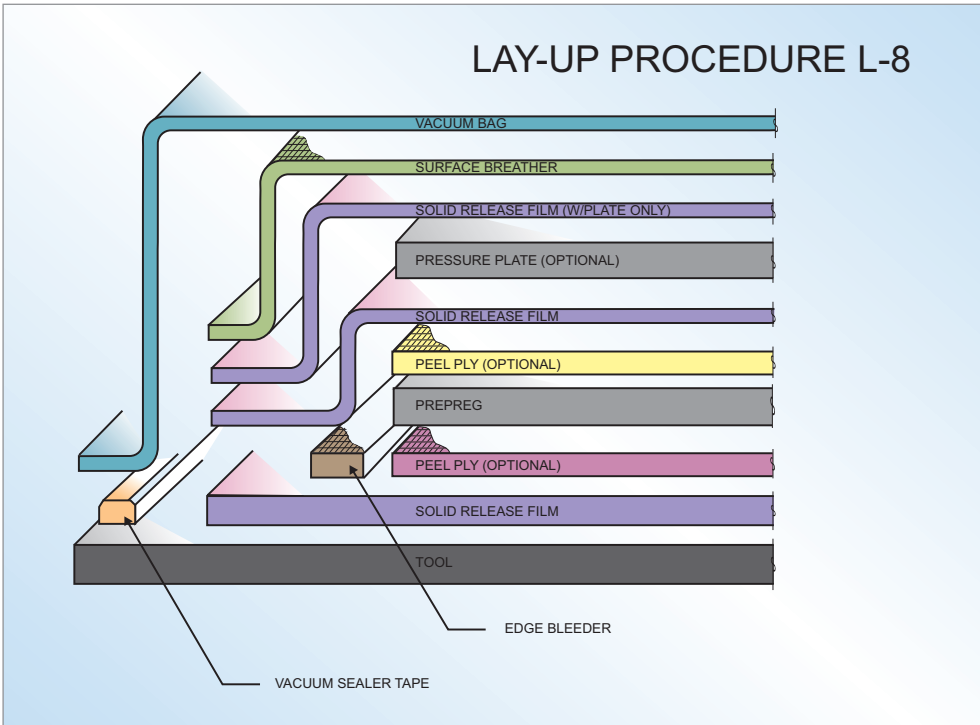 LAY-UP PROCEDURE L-8
VACUUM BAG
SURFACE BREATHER
SOLID RELEASE FILM (W/PLATE ONLY)
PRESSURE PLATE (OPTIONAL)
SOLID RELEASE FILM
PEEL PLY (OPTIONAL)
PREPREG
PEEL PLY (OPTIONAL)
SOLID RELEASE FILM
TOOL
EDGE BLEEDER
VACUUM SEALER TAPE